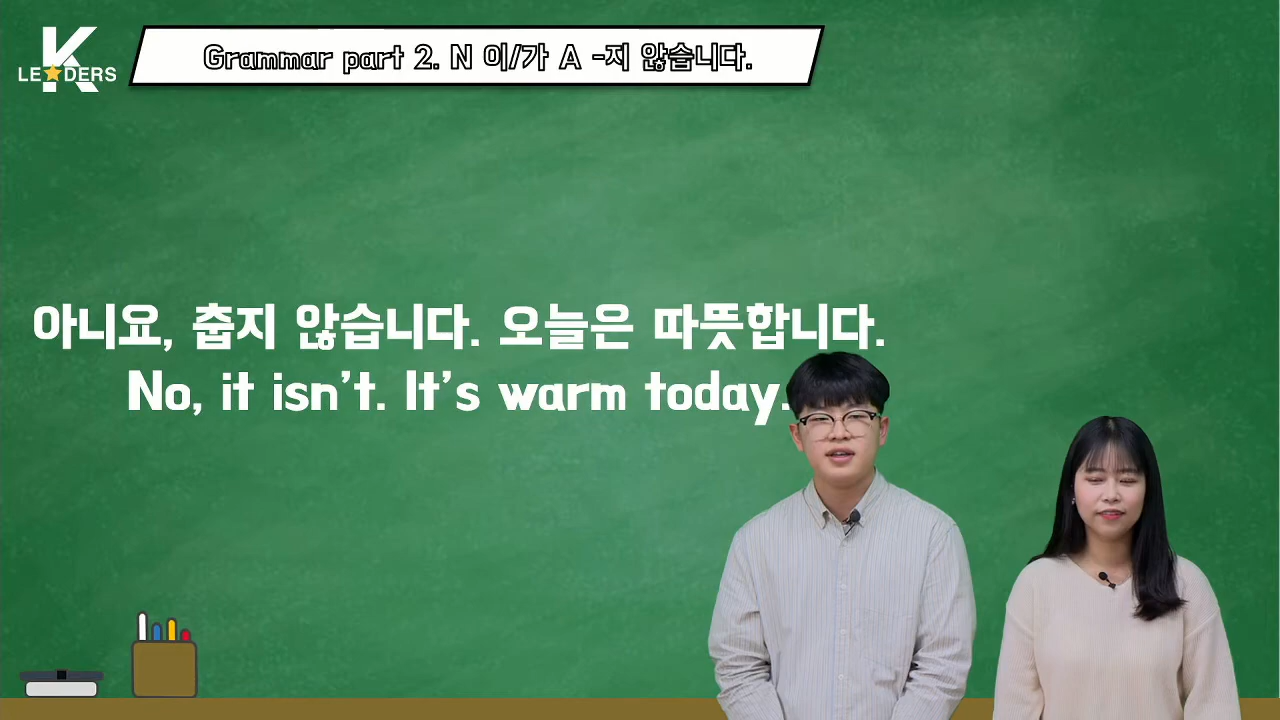 K
LEADERS
Grammar part 2. N 이/가 A -지 않습니다.
아니요, 춥지 않습니다. 오늘은 따뜻합니다.
No, it isn't. It's warm today.